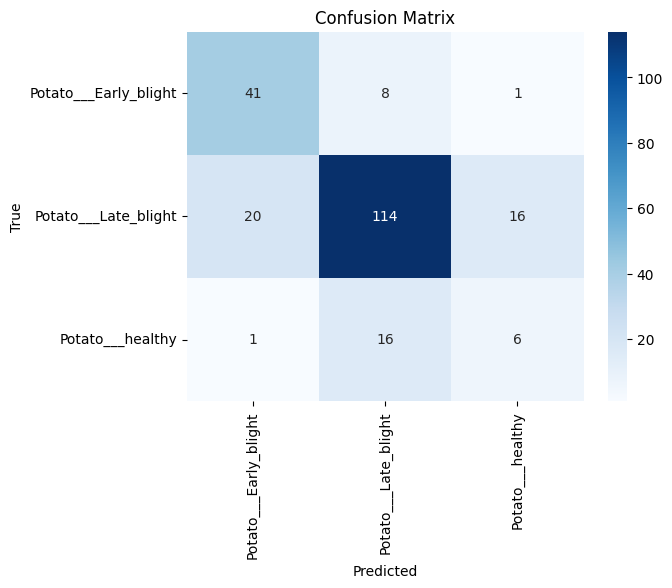 Confusion Matrix
True
Potato___Early_blight 41 8 1
Potato___Late_blight 20 114 16
Potato___healthy 1 16 6
Potato___Early_blight
Potato___Late_blight
Potato___healthy
Predicted
100
80
60
40
20